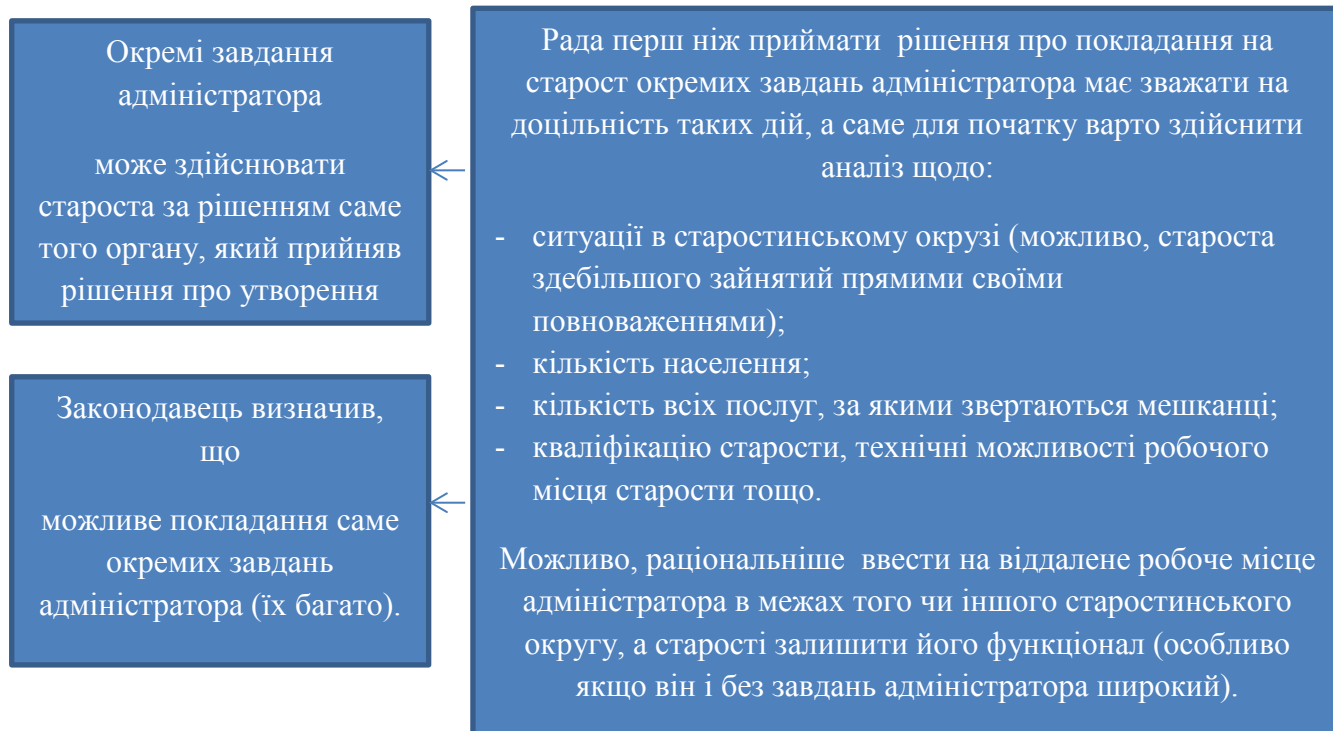 Окремі завдання
адміністратора
може здійснювати
староста за рішенням саме
того органу, який прийняв
рішення про утворення
Законодавець визначив,
що
можливе покладання саме
окремих завдань
адміністратора (їх багато).
Рада перш ніж приймати рішення про покладання на
старост окремих завдань адміністратора має зважати на
доцільність таких дій, а саме для початку варто здійснити
аналіз щодо:
- ситуації в старостинському окрузі (можливо, староста
здебільшого зайнятий прямими своїми
повноваженнями);
- кількість населення;
- кількість всіх послуг, за якими звертаються мешканці;
- кваліфікацію старости, технічні можливості робочого
місця старости тощо.
Можливо, раціональніше ввести на віддалене робоче місце
адміністратора в межах того чи іншого старостинського
округу, а старості залишити його функціонал (особливо
якщо він і без завдань адміністратора широкий).